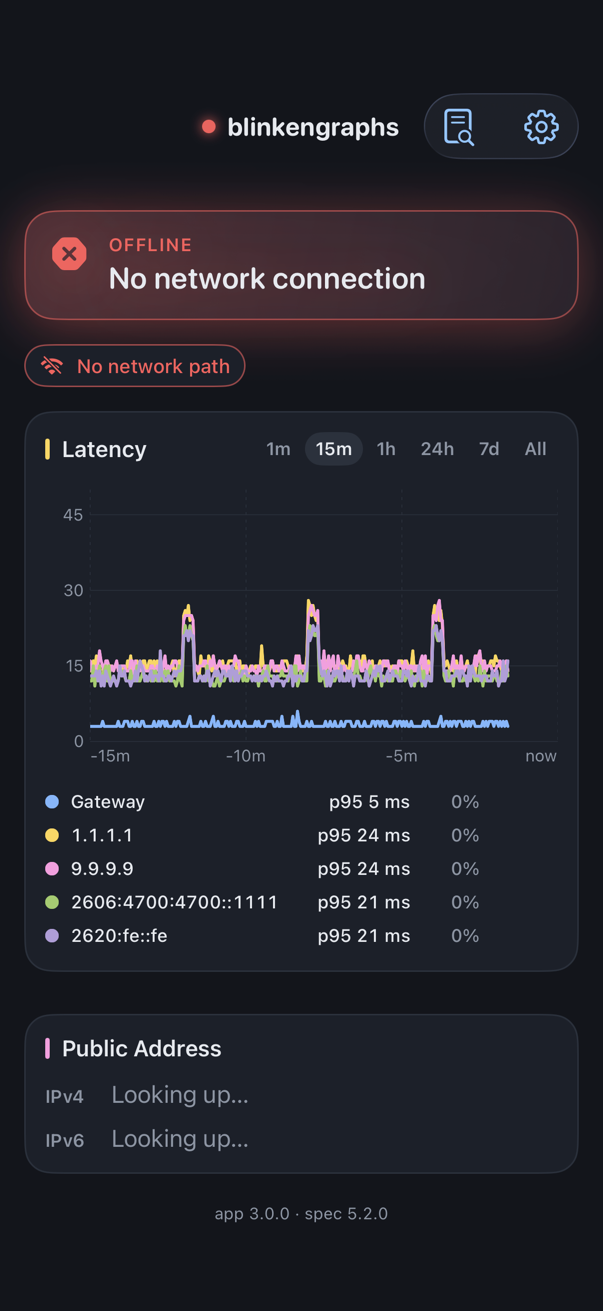 blinkengraphs
OFFLINE
No network connection
No network path
Latency 1m 15m 1h 24h 7d All
45
30
15
0
-15m -10m -5m now
Gateway p95 5 ms 0%
1.1.1.1 p95 24 ms 0%
9.9.9.9 p95 24 ms 0%
2606:4700:4700::1111 p95 21 ms 0%
2620:fe::fe p95 21 ms 0%
Public Address
IPv4 Looking up...
IPv6 Looking up...
app 3.0.0 · spec 5.2.0